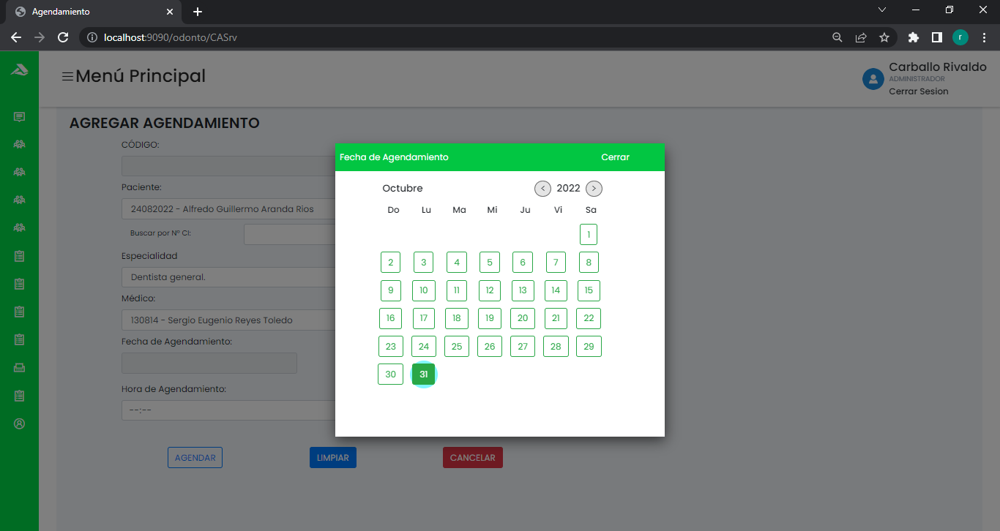 Agendamiento
localhost:9090/odonto/CASrv
r
Menú Principal
Carballo Rivaldo
ADMINISTRADOR
Cerrar Sesion
AGREGAR AGENDAMIENTO
CÓDIGO:
Paciente:
24082022 - Alfredo Guillermo Aranda Rios
Buscar por Nº CI:
Especialidad
Dentista general.
Médico:
130814 - Sergio Eugenio Reyes Toledo
Fecha de Agendamiento:
Hora de Agendamiento:
--:--
AGENDAR LIMPIAR CANCELAR
Fecha de Agendamiento Cerrar
Octubre < 2022 >
Do Lu Ma Mi Ju Vi Sa
1
2 3 4 5 6 7 8
9 10 11 12 13 14 15
16 17 18 19 20 21 22
23 24 25 26 27 28 29
30 31